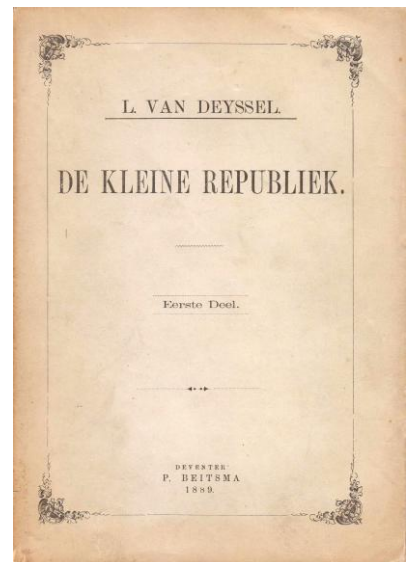 L. VAN DEYSSEL.
DE KLEINE REPUBLIEK.
Eerste Deel.
DEVENTER
P. BEITSMA
1889.